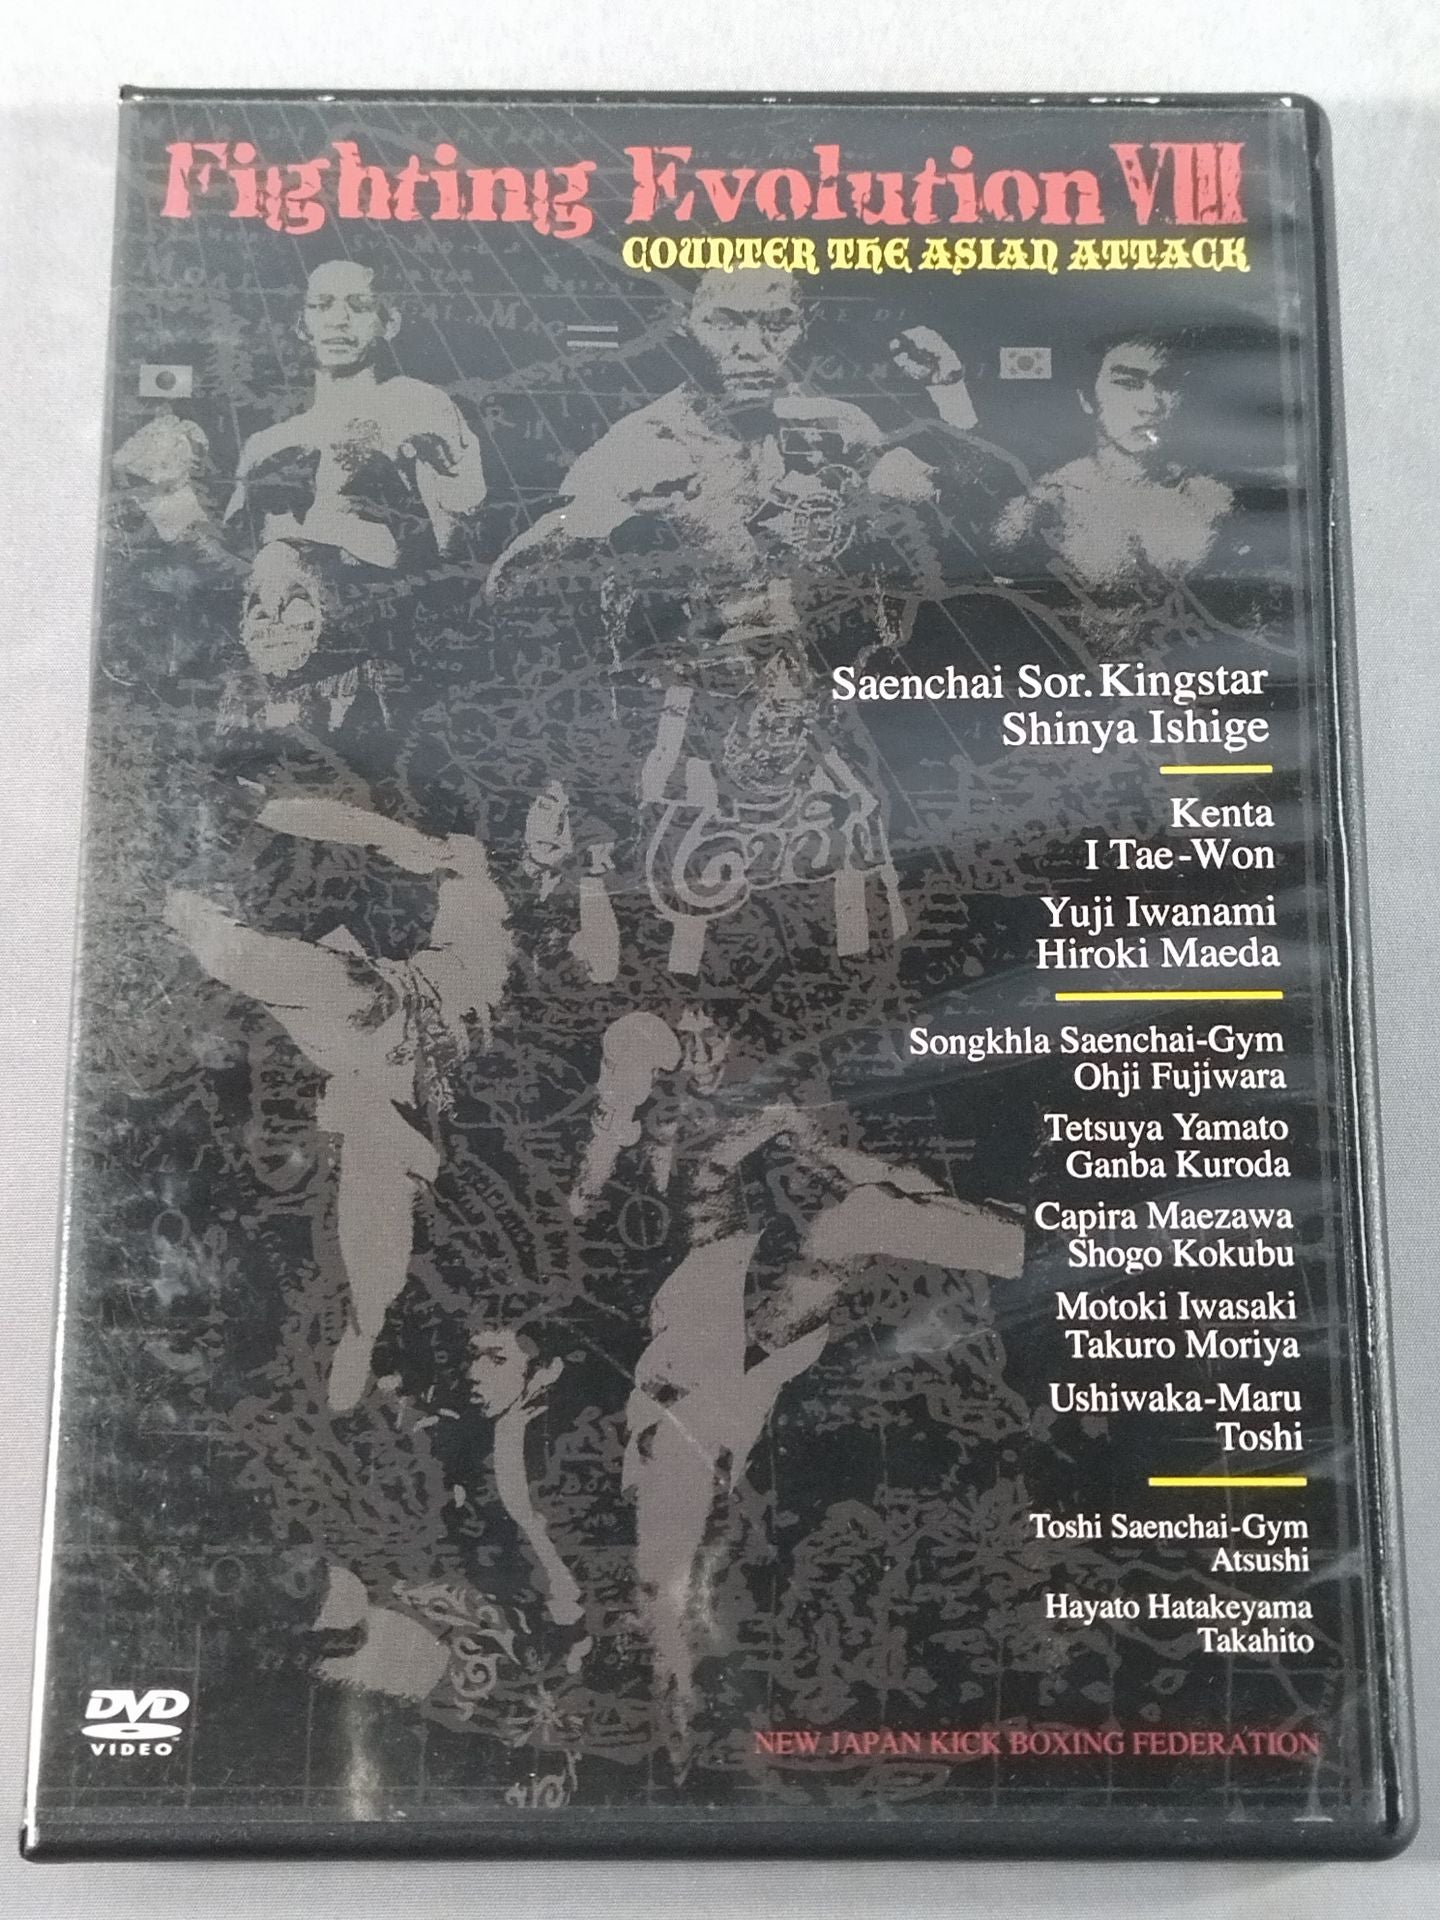 Fighting Evolution VIII
COUNTER THE ASIAN ATTACK
Saenchai Sor.Kingstar
Shinya Ishige
Kenta
I Tae-Won
Yuji Iwanami
Hiroki Maeda
Songkhla Saenchai-Gym
Ohji Fujiwara
Tetsuya Yamato
Ganba Kuroda
Capira Maezawa
Shogo Kokubu
Motoki Iwasaki
Takuro Moriya
Ushiwaka-Maru
Toshi
Toshi Saenchai-Gym
Atsushi
Hayato Hatakeyama
Takahito
DVD
VIDEO
NEW JAPAN KICK BOXING FEDERATION